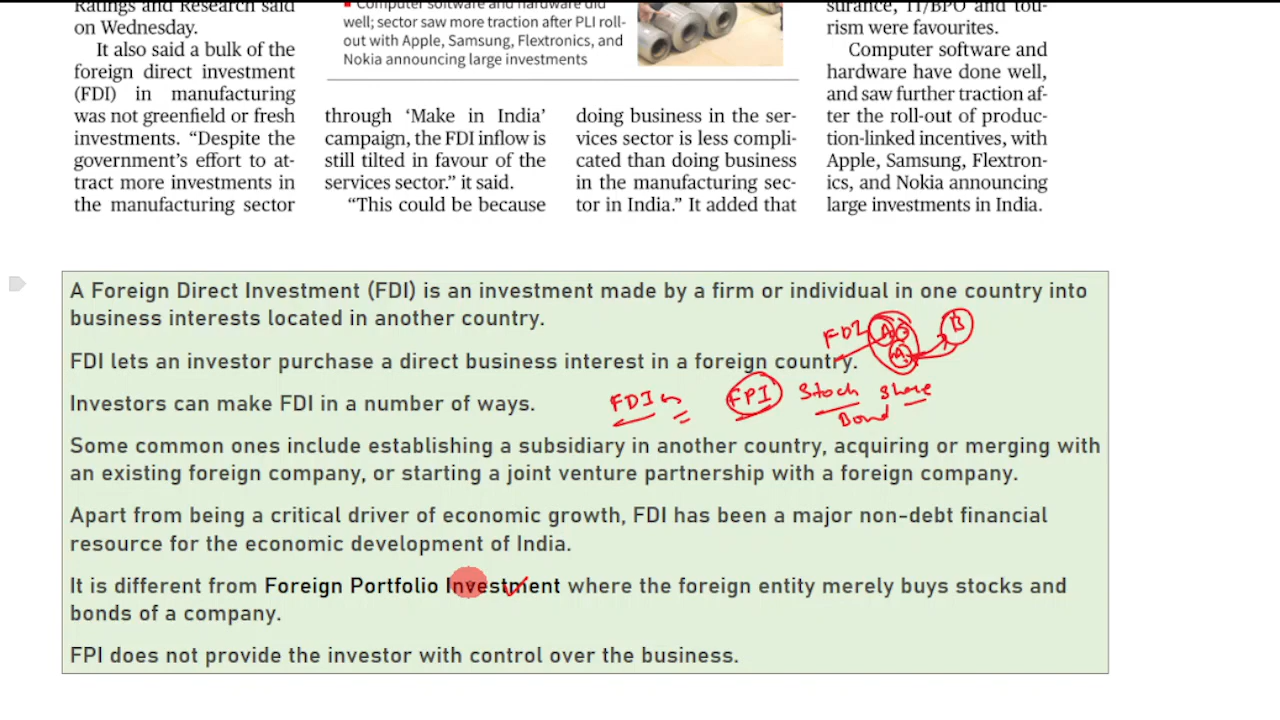 Ratings and Research said
on Wednesday.
It also said a bulk of the
foreign direct investment
(FDI) in manufacturing
was not greenfield or fresh
investments. “Despite the
government’s effort to at-
tract more investments in
the manufacturing sector
Computer software and hardware did
well; sector saw more traction after PLI roll-
out with Apple, Samsung, Flextronics, and
Nokia announcing large investments
through ‘Make in India’
campaign, the FDI inflow is
still tilted in favour of the
services sector.” it said.
“This could be because
doing business in the ser-
vices sector is less compli-
cated than doing business
in the manufacturing sec-
tor in India.” It added that
surance, IT/BPO and tou-
rism were favourites.
Computer software and
hardware have done well,
and saw further traction af-
ter the roll-out of produc-
tion-linked incentives, with
Apple, Samsung, Flextron-
ics, and Nokia announcing
large investments in India.
A Foreign Direct Investment (FDI) is an investment made by a firm or individual in one country into
business interests located in another country.
FDI A B
A
FDI lets an investor purchase a direct business interest in a foreign country.
Investors can make FDI in a number of ways.
FDI FPI Stock Share
Bond
Some common ones include establishing a subsidiary in another country, acquiring or merging with
an existing foreign company, or starting a joint venture partnership with a foreign company.
Apart from being a critical driver of economic growth, FDI has been a major non-debt financial
resource for the economic development of India.
It is different from Foreign Portfolio Investment where the foreign entity merely buys stocks and
bonds of a company.
FPI does not provide the investor with control over the business.